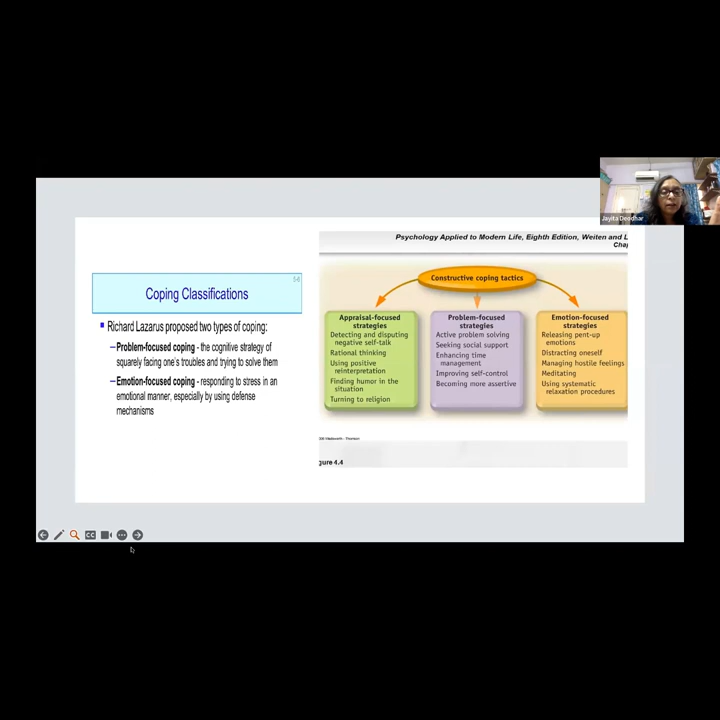 Jayita Deodhar
Psychology Applied to Modern Life, Eighth Edition, Weiten and L
Chap
Coping Classifications
Richard Lazarus proposed two types of coping:
–Problem-focused coping - the cognitive strategy of
squarely facing one's troubles and trying to solve them
–Emotion-focused coping - responding to stress in an
emotional manner, especially by using defense
mechanisms
Constructive coping tactics
Appraisal-focused
strategies
Detecting and disputing
negative self-talk
Rational thinking
Using positive
reinterpretation
Finding humor in the
situation
Turning to religion
Problem-focused
strategies
Active problem solving
Seeking social support
Enhancing time
management
Improving self-control
Becoming more assertive
Emotion-focused
strategies
Releasing pent-up
emotions
Distracting oneself
Managing hostile feelings
Meditating
Using systematic
relaxation procedures
gure 4.4
CC